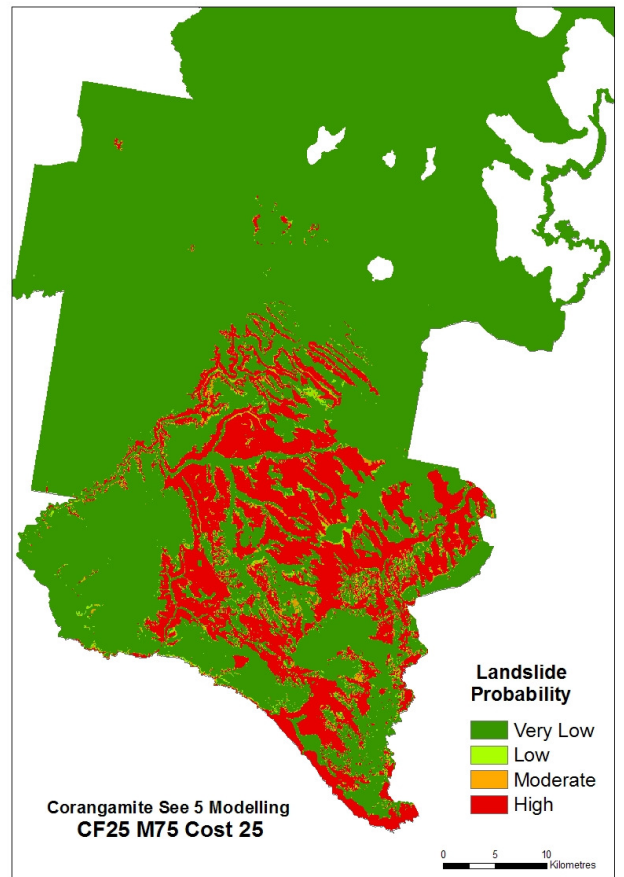 Landslide
Probability
Very Low
Low
Moderate
High
Corangamite See 5 Modelling
CF25 M75 Cost 25
0 5 10
Kilometres